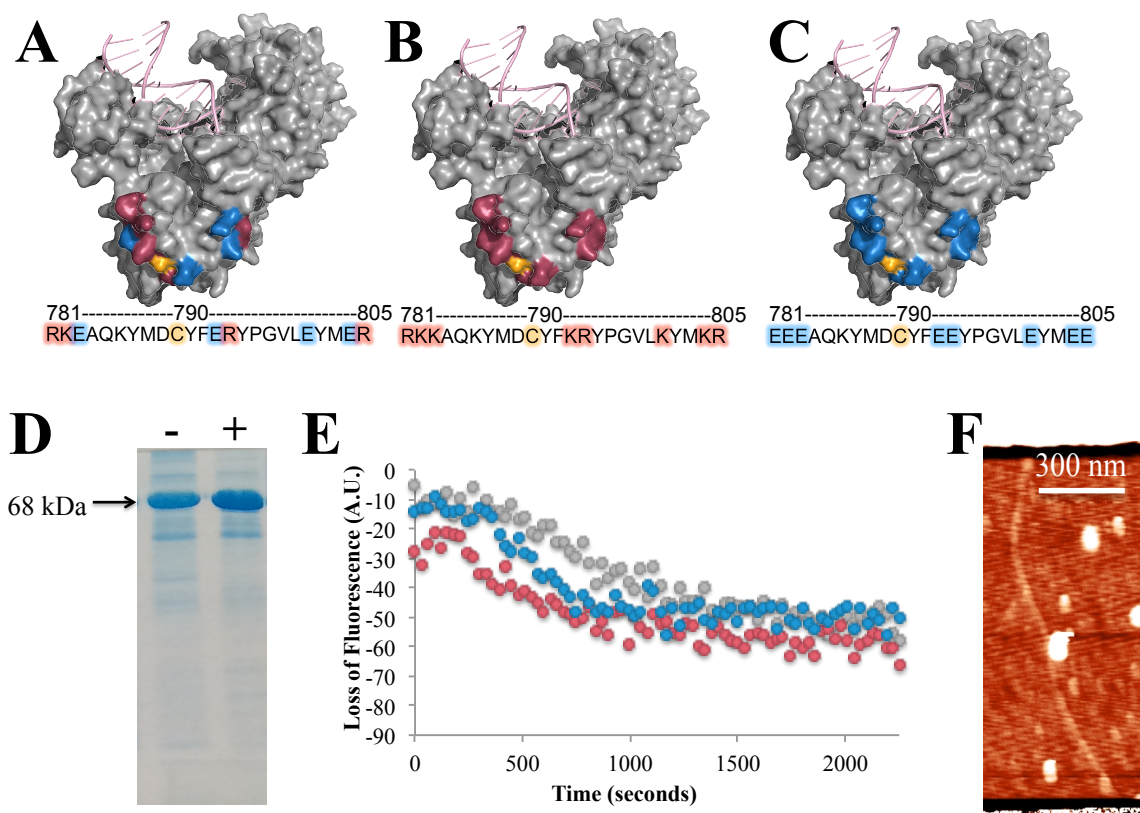 A
B
C
781-----------790--------------------805
RKEAQKYMDCYFERYPGVLEYMER
781-----------790--------------------805
RKKAQKYMDCYFKRYPGVLKYMKR
781-----------790--------------------805
EEEAQKYMDCYFEEYPGVLEYMEE
D
- +
68 kDa
E
Loss of Fluorescence (A.U.)
0
-10
-20
-30
-40
-50
-60
-70
-80
-90
0 500 1000 1500 2000
Time (seconds)
F
300 nm